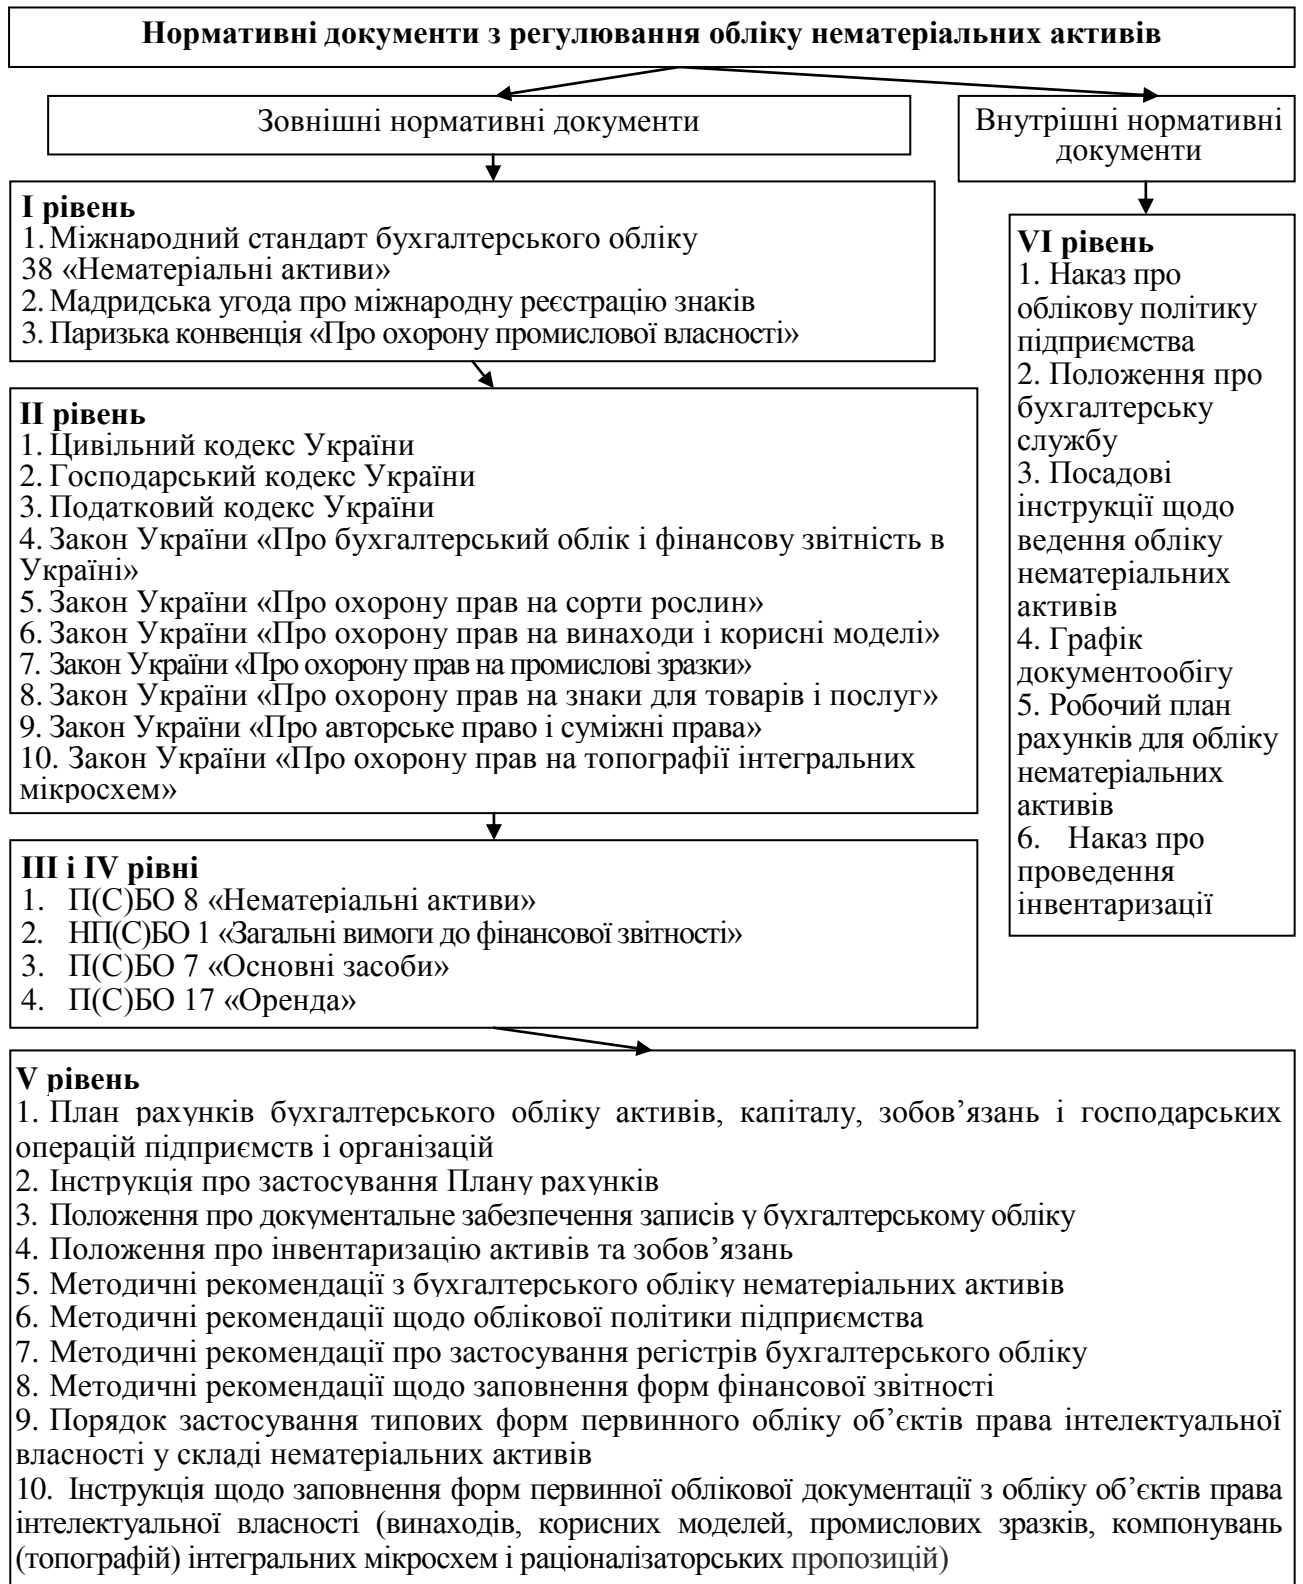 Нормативні документи з регулювання обліку нематеріальних активів
Зовнішні нормативні документи
Внутрішні нормативні
документи
І рівень
1. Міжнародний стандарт бухгалтерського обліку
38 «Нематеріальні активи»
2. Мадридська угода про міжнародну реєстрацію знаків
3. Паризька конвенція «Про охорону промислової власності»
ІІ рівень
1. Цивільний кодекс України
2. Господарський кодекс України
3. Податковий кодекс України
4. Закон України «Про бухгалтерський облік і фінансову звітність в
Україні»
5. Закон України «Про охорону прав на сорти рослин»
6. Закон України «Про охорону прав на винаходи і корисні моделі»
7. Закон України «Про охорону прав на промислові зразки»
8. Закон України «Про охорону прав на знаки для товарів і послуг»
9. Закон України «Про авторське право і суміжні права»
10. Закон України «Про охорону прав на топографії інтегральних
мікросхем»
ІІІ і IV рівні
1. П(С)БО 8 «Нематеріальні активи»
2. НП(С)БО 1 «Загальні вимоги до фінансової звітності»
3. П(С)БО 7 «Основні засоби»
4. П(С)БО 17 «Оренда»
VI рівень
1. Наказ про
облікову політику
підприємства
2. Положення про
бухгалтерську
службу
3. Посадові
інструкції щодо
ведення обліку
нематеріальних
активів
4. Графік
документообігу
5. Робочий план
рахунків для обліку
нематеріальних
активів
6. Наказ про
проведення
інвентаризації
V рівень
1. План рахунків бухгалтерського обліку активів, капіталу, зобов’язань і господарських
операцій підприємств і організацій
2. Інструкція про застосування Плану рахунків
3. Положення про документальне забезпечення записів у бухгалтерському обліку
4. Положення про інвентаризацію активів та зобов’язань
5. Методичні рекомендації з бухгалтерського обліку нематеріальних активів
6. Методичні рекомендації щодо облікової політики підприємства
7. Методичні рекомендації про застосування регістрів бухгалтерського обліку
8. Методичні рекомендації щодо заповнення форм фінансової звітності
9. Порядок застосування типових форм первинного обліку об’єктів права інтелектуальної
власності у складі нематеріальних активів
10. Інструкція щодо заповнення форм первинної облікової документації з обліку об’єктів права
інтелектуальної власності (винаходів, корисних моделей, промислових зразків, компонувань
(топографій) інтегральних мікросхем і раціоналізаторських пропозицій)